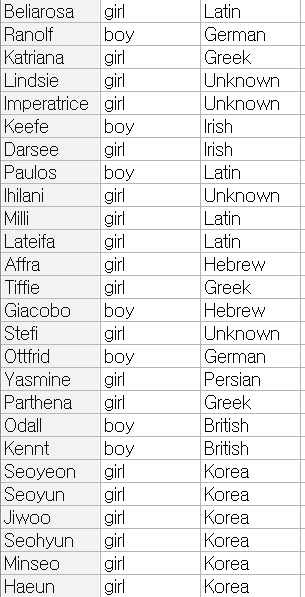 Beliarosa girl Latin
Ranolf boy German
Katriana girl Greek
Lindsie girl Unknown
Imperatrice girl Unknown
Keefe boy Irish
Darsee girl Irish
Paulos boy Latin
Ihilani girl Unknown
Milli girl Latin
Lateifa girl Latin
Affra girl Hebrew
Tiffie girl Greek
Giacobo boy Hebrew
Stefi girl Unknown
Ottfrid boy German
Yasmine girl Persian
Parthena girl Greek
Odall boy British
Kennt boy British
Seoyeon girl Korea
Seoyun girl Korea
Jiwoo girl Korea
Seohyun girl Korea
Minseo girl Korea
Haeun girl Korea